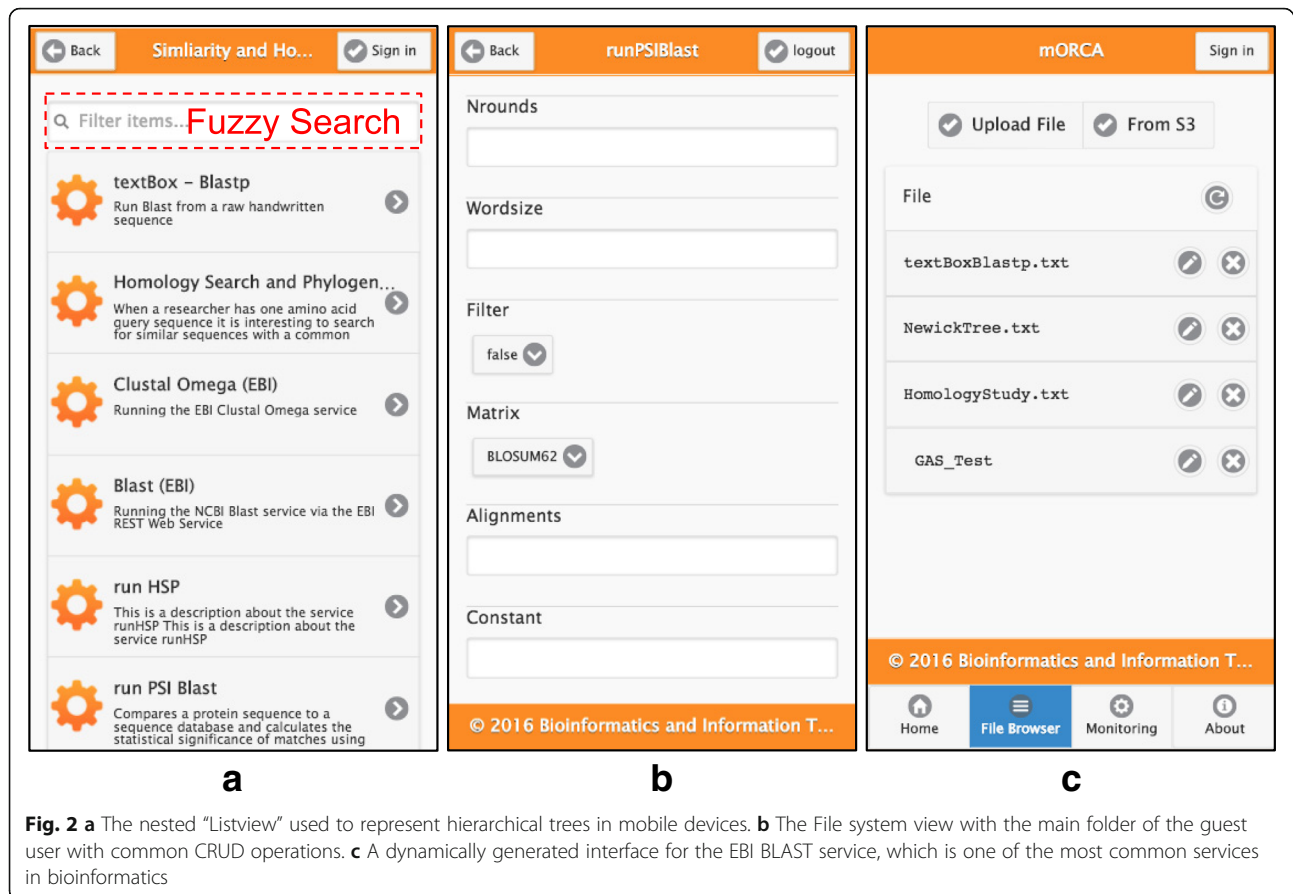 Back
Simliarity and Ho...
Sign in
Filter items...
Fuzzy Search
textBox – Blastp
Run Blast from a raw handwritten
sequence
Homology Search and Phylogen...
When a researcher has one amino acid
query sequence it is interesting to search
for similar sequences with a common
Clustal Omega (EBI)
Running the EBI Clustal Omega service
Blast (EBI)
Running the NCBI Blast service via the EBI
REST Web Service
run HSP
This is a description about the service
runHSP This is a description about the
service runHSP
run PSI Blast
Compares a protein sequence to a
sequence database and calculates the
statistical significance of matches using
a
Back
runPSIBlast
logout
Nrounds
Wordsize
Filter
false
Matrix
BLOSUM62
Alignments
Constant
© 2016 Bioinformatics and Information T...
b
mORCA
Sign in
Upload File
From S3
File
textBoxBlastp.txt
NewickTree.txt
HomologyStudy.txt
GAS_Test
© 2016 Bioinformatics and Information T...
Home
File Browser
Monitoring
About
c
Fig. 2 a The nested “Listview” used to represent hierarchical trees in mobile devices. b The File system view with the main folder of the guest
user with common CRUD operations. c A dynamically generated interface for the EBI BLAST service, which is one of the most common services
in bioinformatics